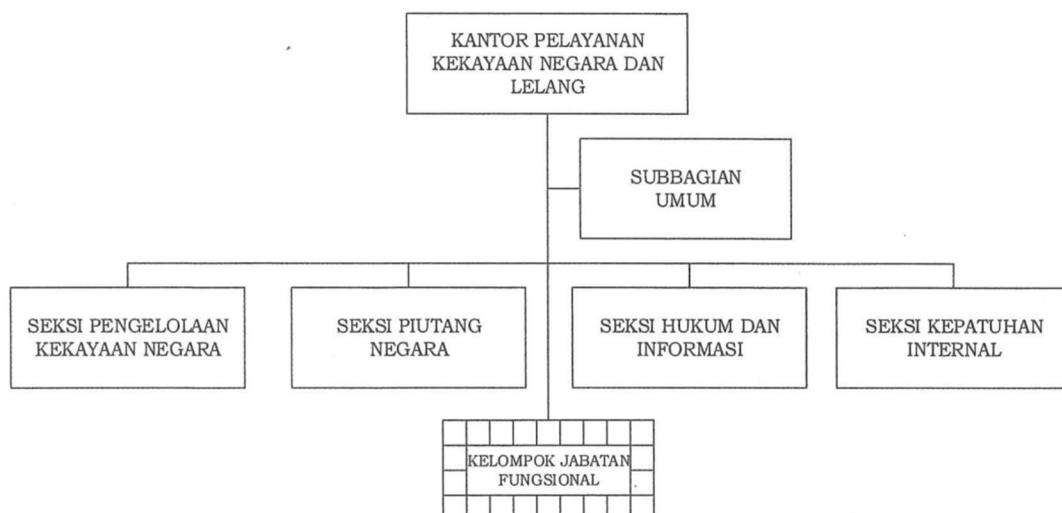 KANTOR PELAYANAN
KEKAYAAN NEGARA DAN
LELANG
SUBBAGIAN
UMUM
SEKSI PENGELOLAAN
KEKAYAAN NEGARA
SEKSI PIUTANG
NEGARA
SEKSI HUKUM DAN
INFORMASI
SEKSI KEPATUHAN
INTERNAL
KELOMPOK JABATAN
FUNGSIONAL